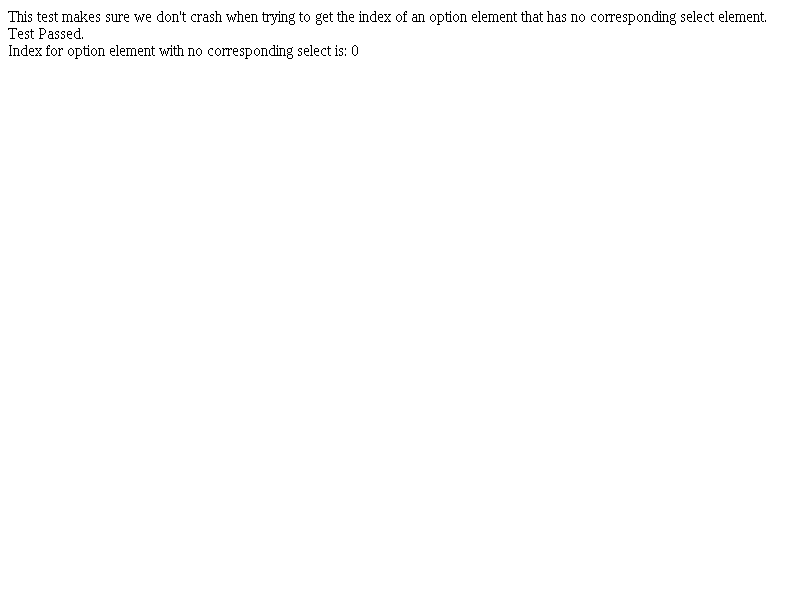 This test makes sure we don't crash when trying to get the index of an option element that has no corresponding select element.
Test Passed.
Index for option element with no corresponding select is: 0